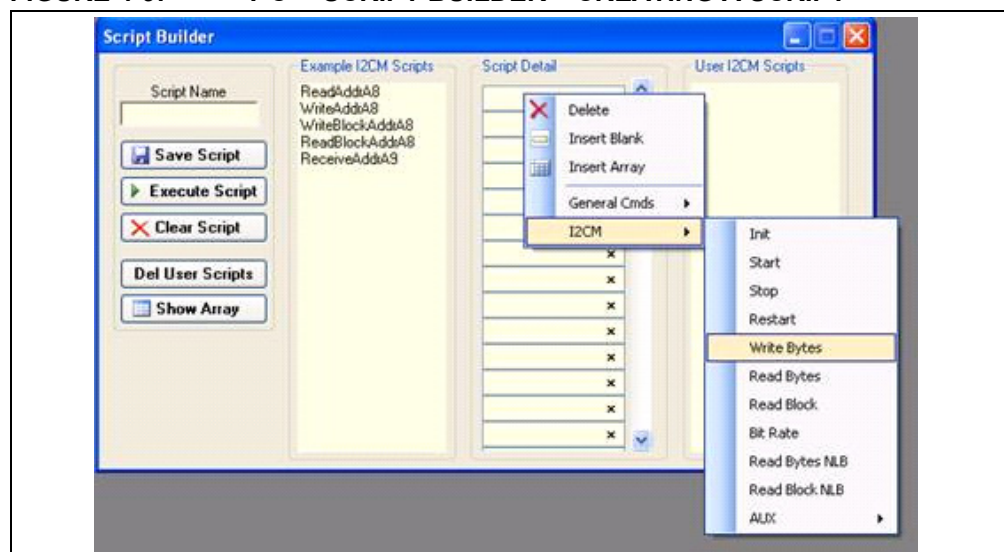 Script Builder
Script Name
Save Script
Execute Script
Clear Script
Del User Scripts
Show Array
Example I2CM Scripts
ReadAddrA8
WriteAddrA8
WriteBlockAddrA8
ReadBlockAddrA8
ReceiveAddrA9
Script Detail
User I2CM Scripts
Delete
Insert Blank
Insert Array
General Cmds
I2CM
Init
Start
Stop
Restart
Write Bytes
Read Bytes
Read Block
Bit Rate
Read Bytes NLB
Read Block NLB
AUX